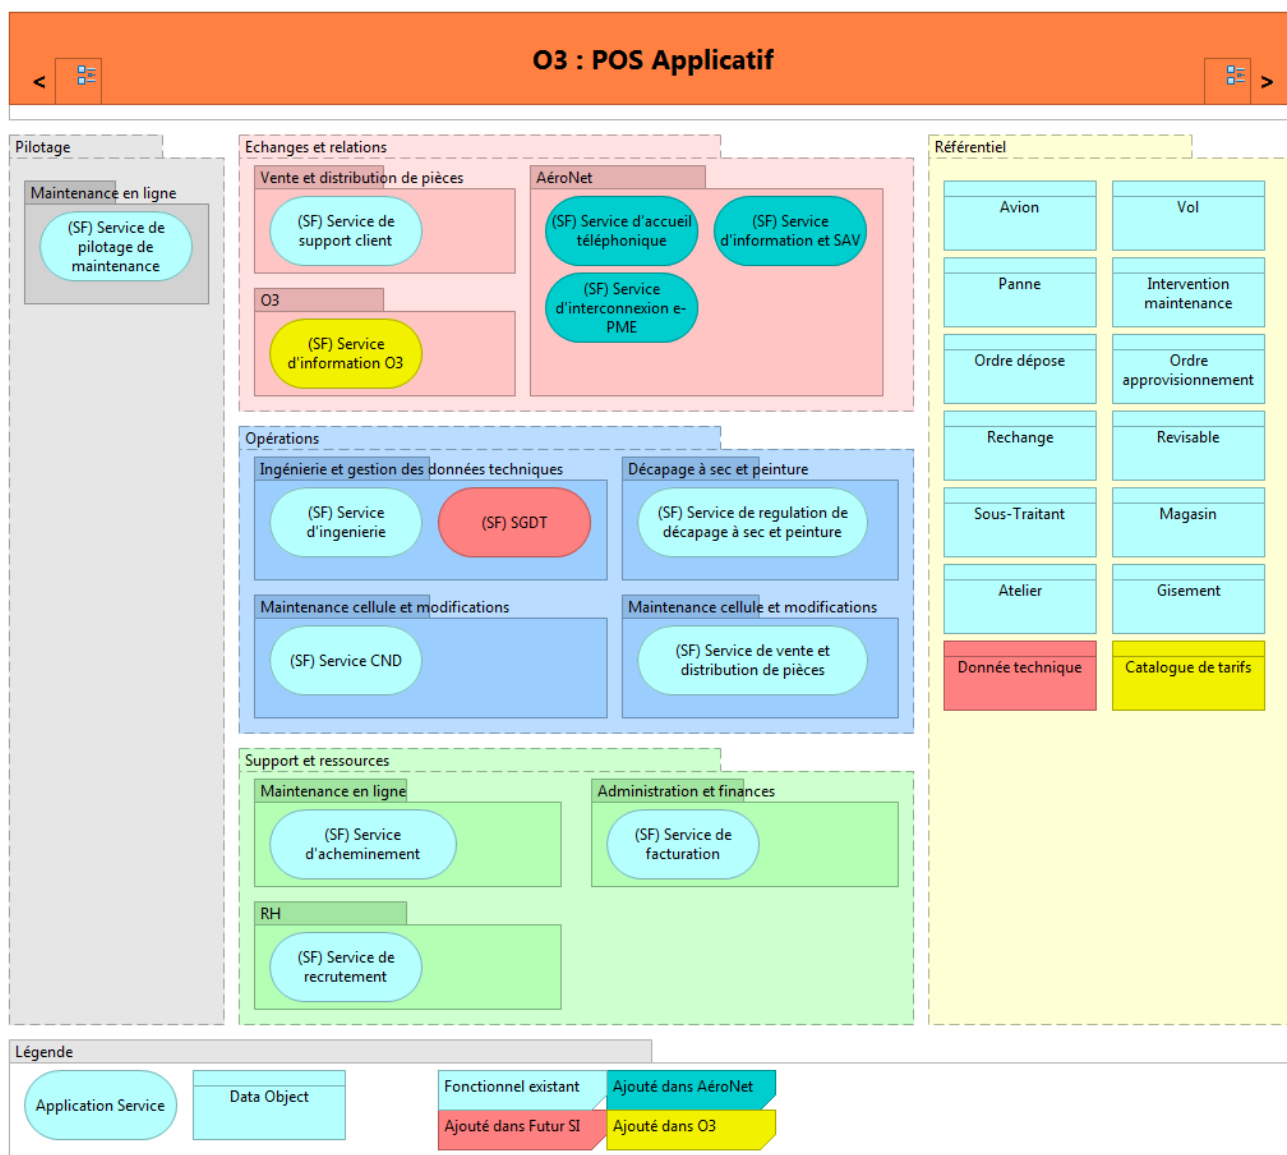 O3 : POS Applicatif
<
>
Pilotage
Maintenance en ligne
(SF) Service de
pilotage de
maintenance
Echanges et relations
Vente et distribution de pièces
(SF) Service de
support client
O3
(SF) Service
d'information O3
AéroNet
(SF) Service d'accueil
téléphonique
(SF) Service
d'information et SAV
(SF) Service
d'interconnexion e-
PME
Opérations
Ingénierie et gestion des données techniques
(SF) Service
d'ingenierie
(SF) SGDT
Décapage à sec et peinture
(SF) Service de regulation de
décapage à sec et peinture
Maintenance cellule et modifications
(SF) Service CND
Maintenance cellule et modifications
(SF) Service de vente et
distribution de pièces
Support et ressources
Maintenance en ligne
(SF) Service
d'acheminement
Administration et finances
(SF) Service de
facturation
RH
(SF) Service de
recrutement
Référentiel
Avion
Vol
Panne
Intervention
maintenance
Ordre dépose
Ordre
approvisionnement
Rechange
Revisable
Sous-Traitant
Magasin
Atelier
Gisement
Donnée technique
Catalogue de tarifs
Légende
Application Service
Data Object
Fonctionnel existant
Ajouté dans AéroNet
Ajouté dans Futur SI
Ajouté dans O3